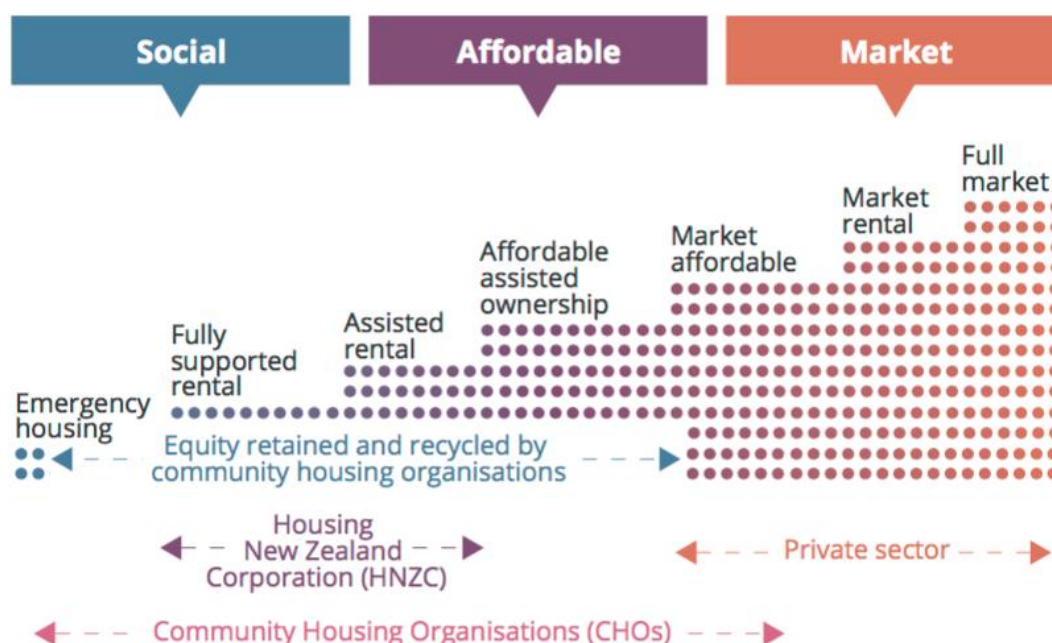 Social
Affordable
Market
Full
market
Market
rental
Market
affordable
Affordable
assisted
ownership
Assisted
rental
Fully
supported
rental
Emergency
housing
Equity retained and recycled by
community housing organisations
Housing
New Zealand
Corporation (HNZC)
Private sector
Community Housing Organisations (CHOs)